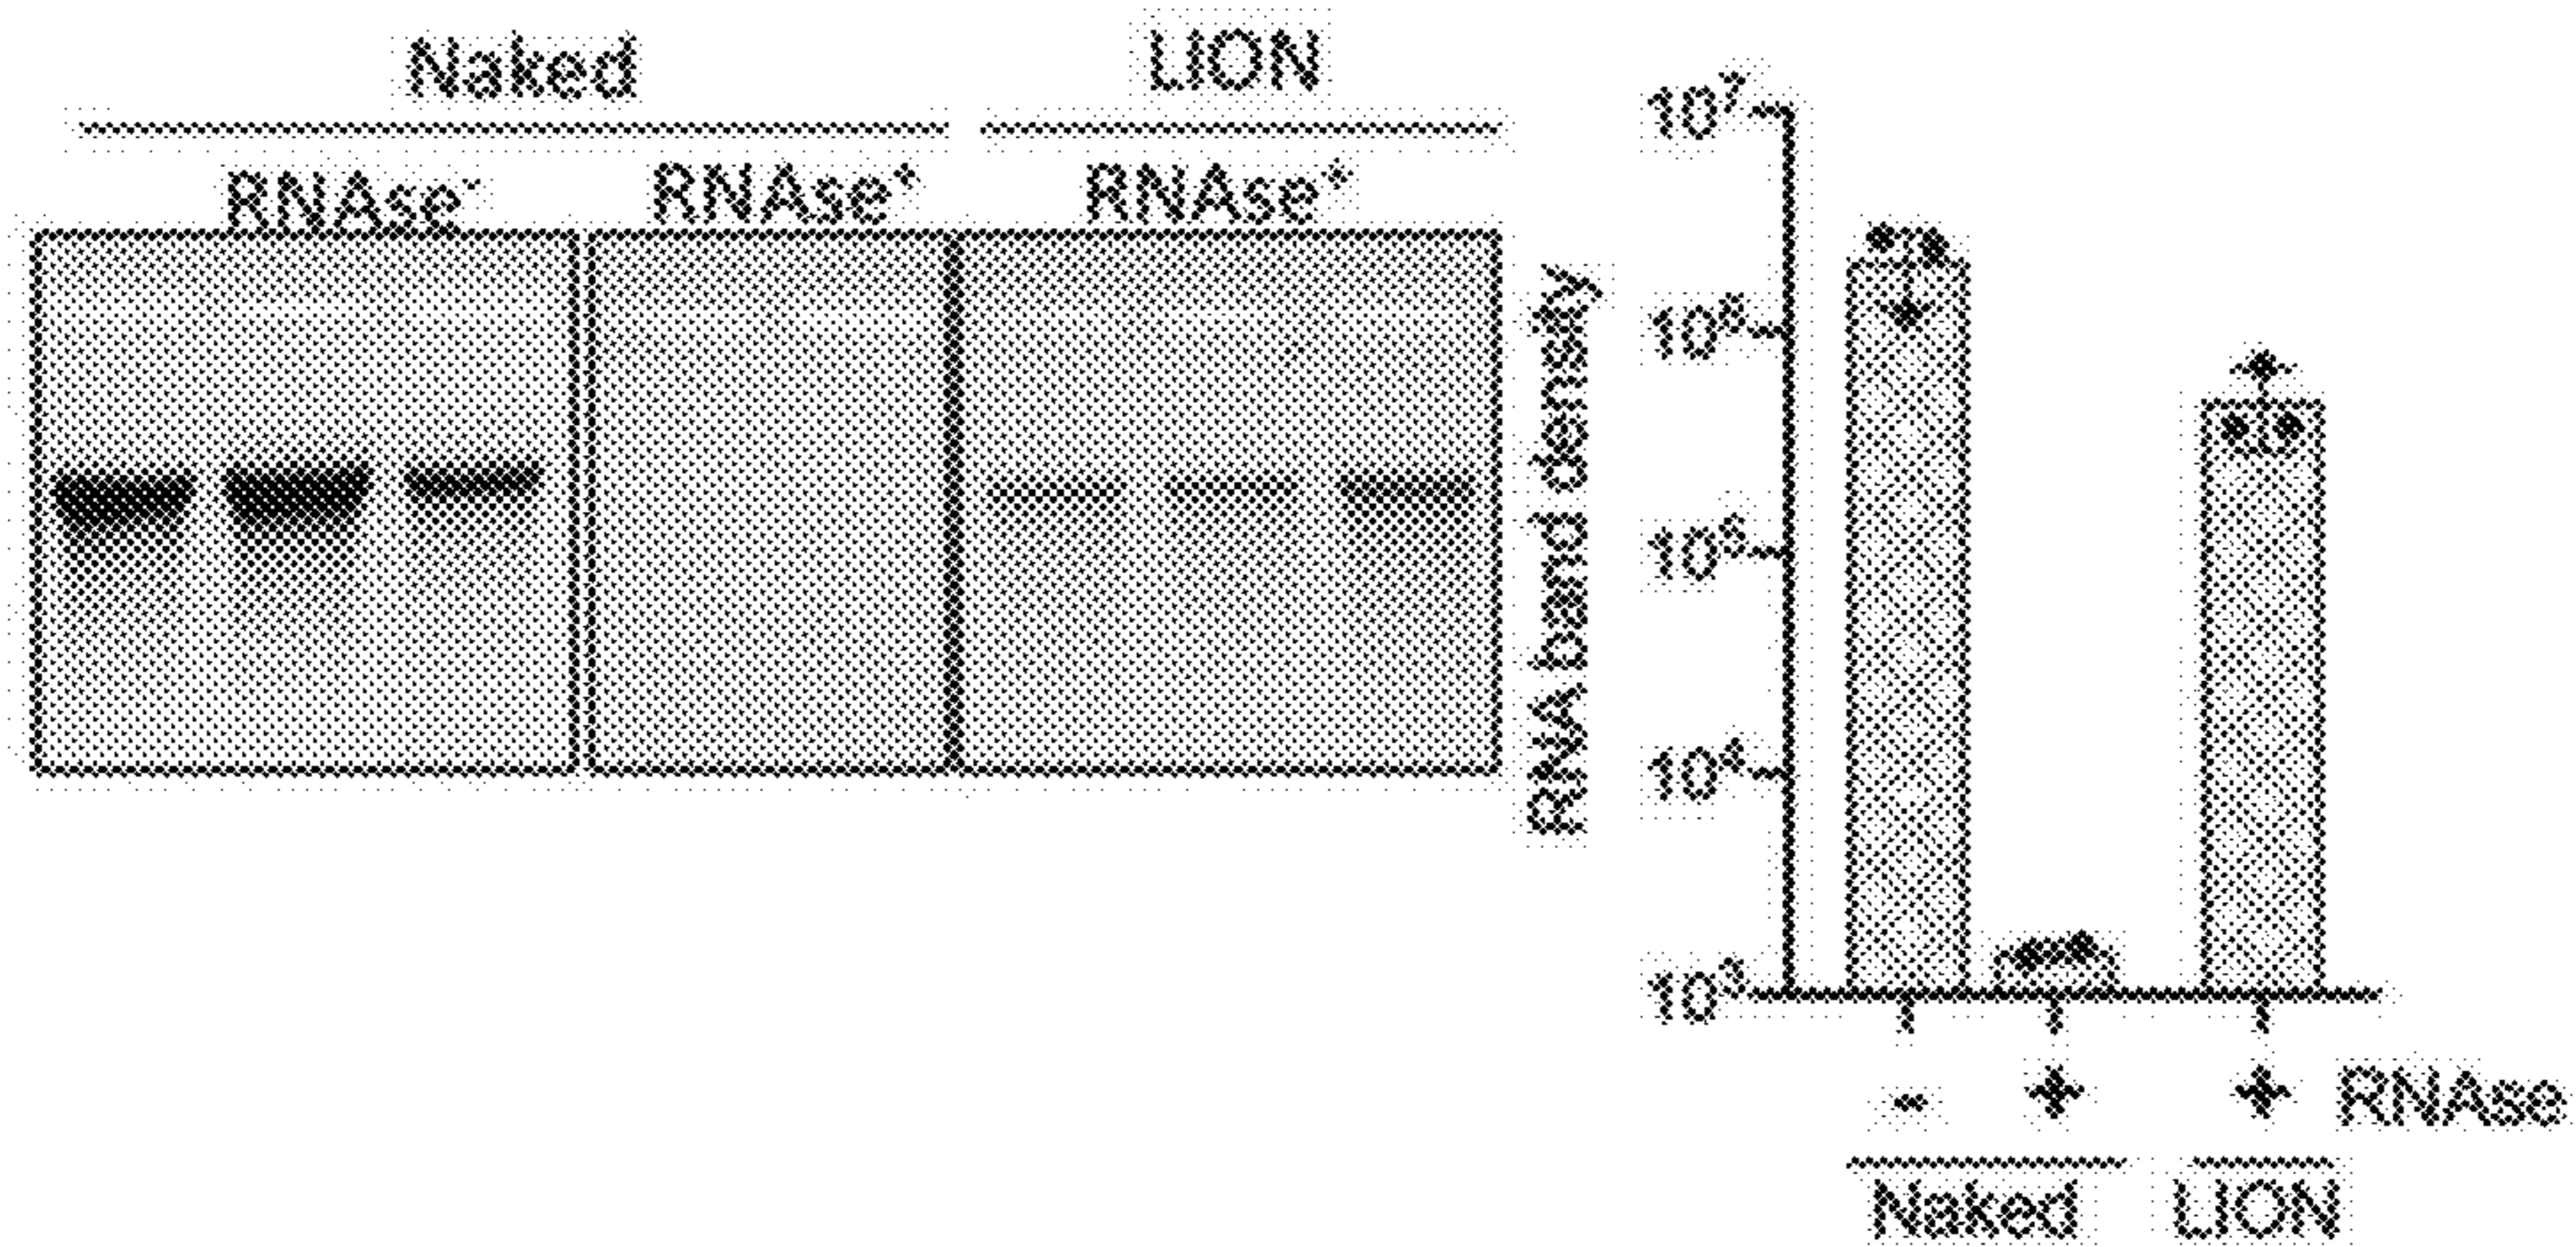 Naked LION
RNAse⁻ RNAse⁺ RNAse⁺
RNA band density
10⁷
10⁶
10⁵
10⁴
10³
- + + RNAse
Naked LION